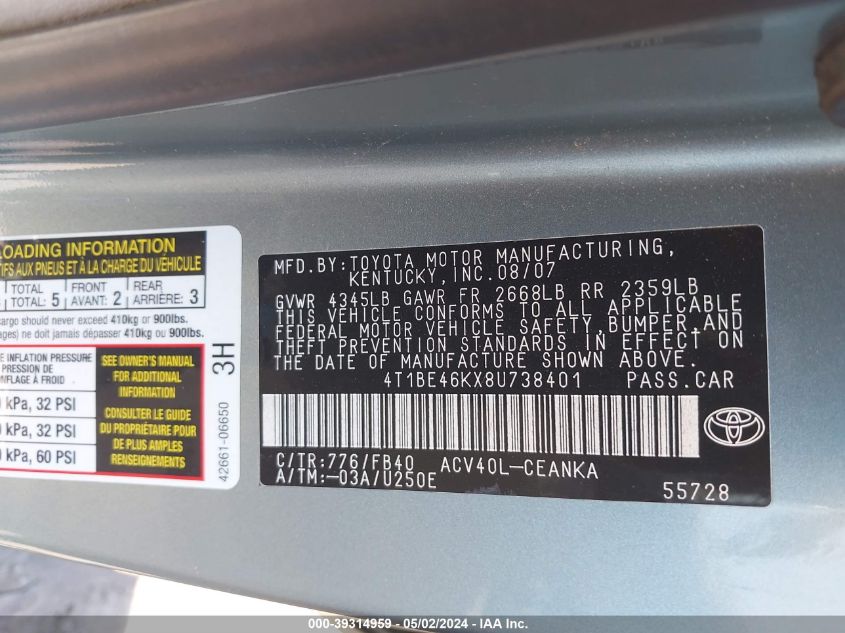 LOADING INFORMATION
TIFS AUX PNEUS ET À LA CHARGE DU VÉHICULE
TOTAL
TOTAL: 5
FRONT
AVANT: 2
REAR
ARRIÈRE: 3
cargo should never exceed 410kg or 900lbs.
ages) ne doit jamais dépasser 410kg ou 900lbs.
E INFLATION PRESSURE
PRESSION DE
NFLAGE À FROID
kPa, 32 PSI
kPa, 32 PSI
kPa, 60 PSI
SEE OWNER'S MANUAL
FOR ADDITIONAL
INFORMATION
CONSULTER LE GUIDE
DU PROPRIÉTAIRE POUR
DE PLUS AMPLES
RENSEIGNEMENTS
3H
42661-06650
MFD.BY:TOYOTA MOTOR MANUFACTURING,
KENTUCKY,INC.08/07
GVWR 4345LB GAWR FR 2668LB RR 2359LB
THIS VEHICLE CONFORMS TO ALL APPLICABLE
FEDERAL MOTOR VEHICLE SAFETY,BUMPER,AND
THEFT PREVENTION STANDARDS IN EFFECT ON
THE DATE OF MANUFACTURE SHOWN ABOVE.
4T1BE46KX8U738401 PASS.CAR
C/TR:776/FB40 ACV40L-CEANKA
A/TM:-03A/U250E
55728
000-39314959 - 05/02/2024 - IAA Inc.